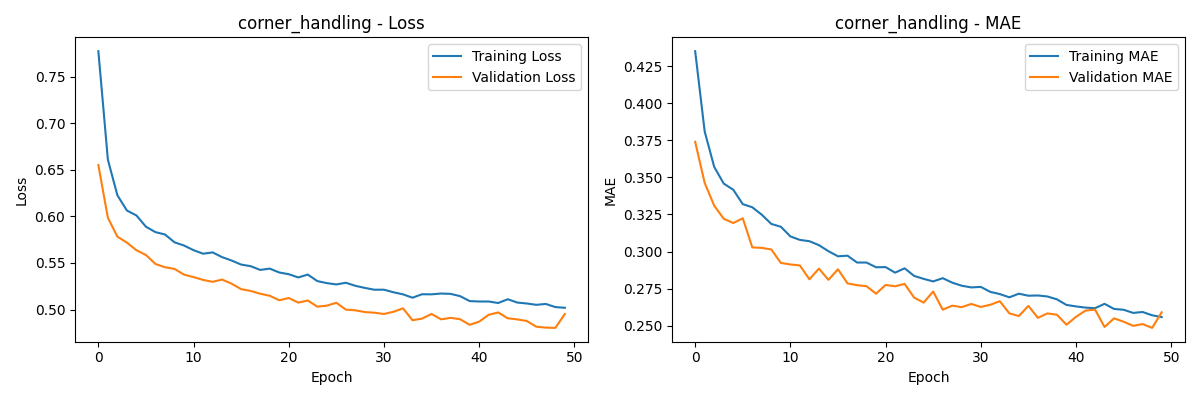 corner_handling - Loss
Training Loss
Validation Loss
0.75
0.70
0.65
0.60
0.55
0.50
Loss
0
10
20
30
40
50
Epoch
corner_handling - MAE
Training MAE
Validation MAE
0.425
0.400
0.375
0.350
0.325
0.300
0.275
0.250
MAE
0
10
20
30
40
50
Epoch